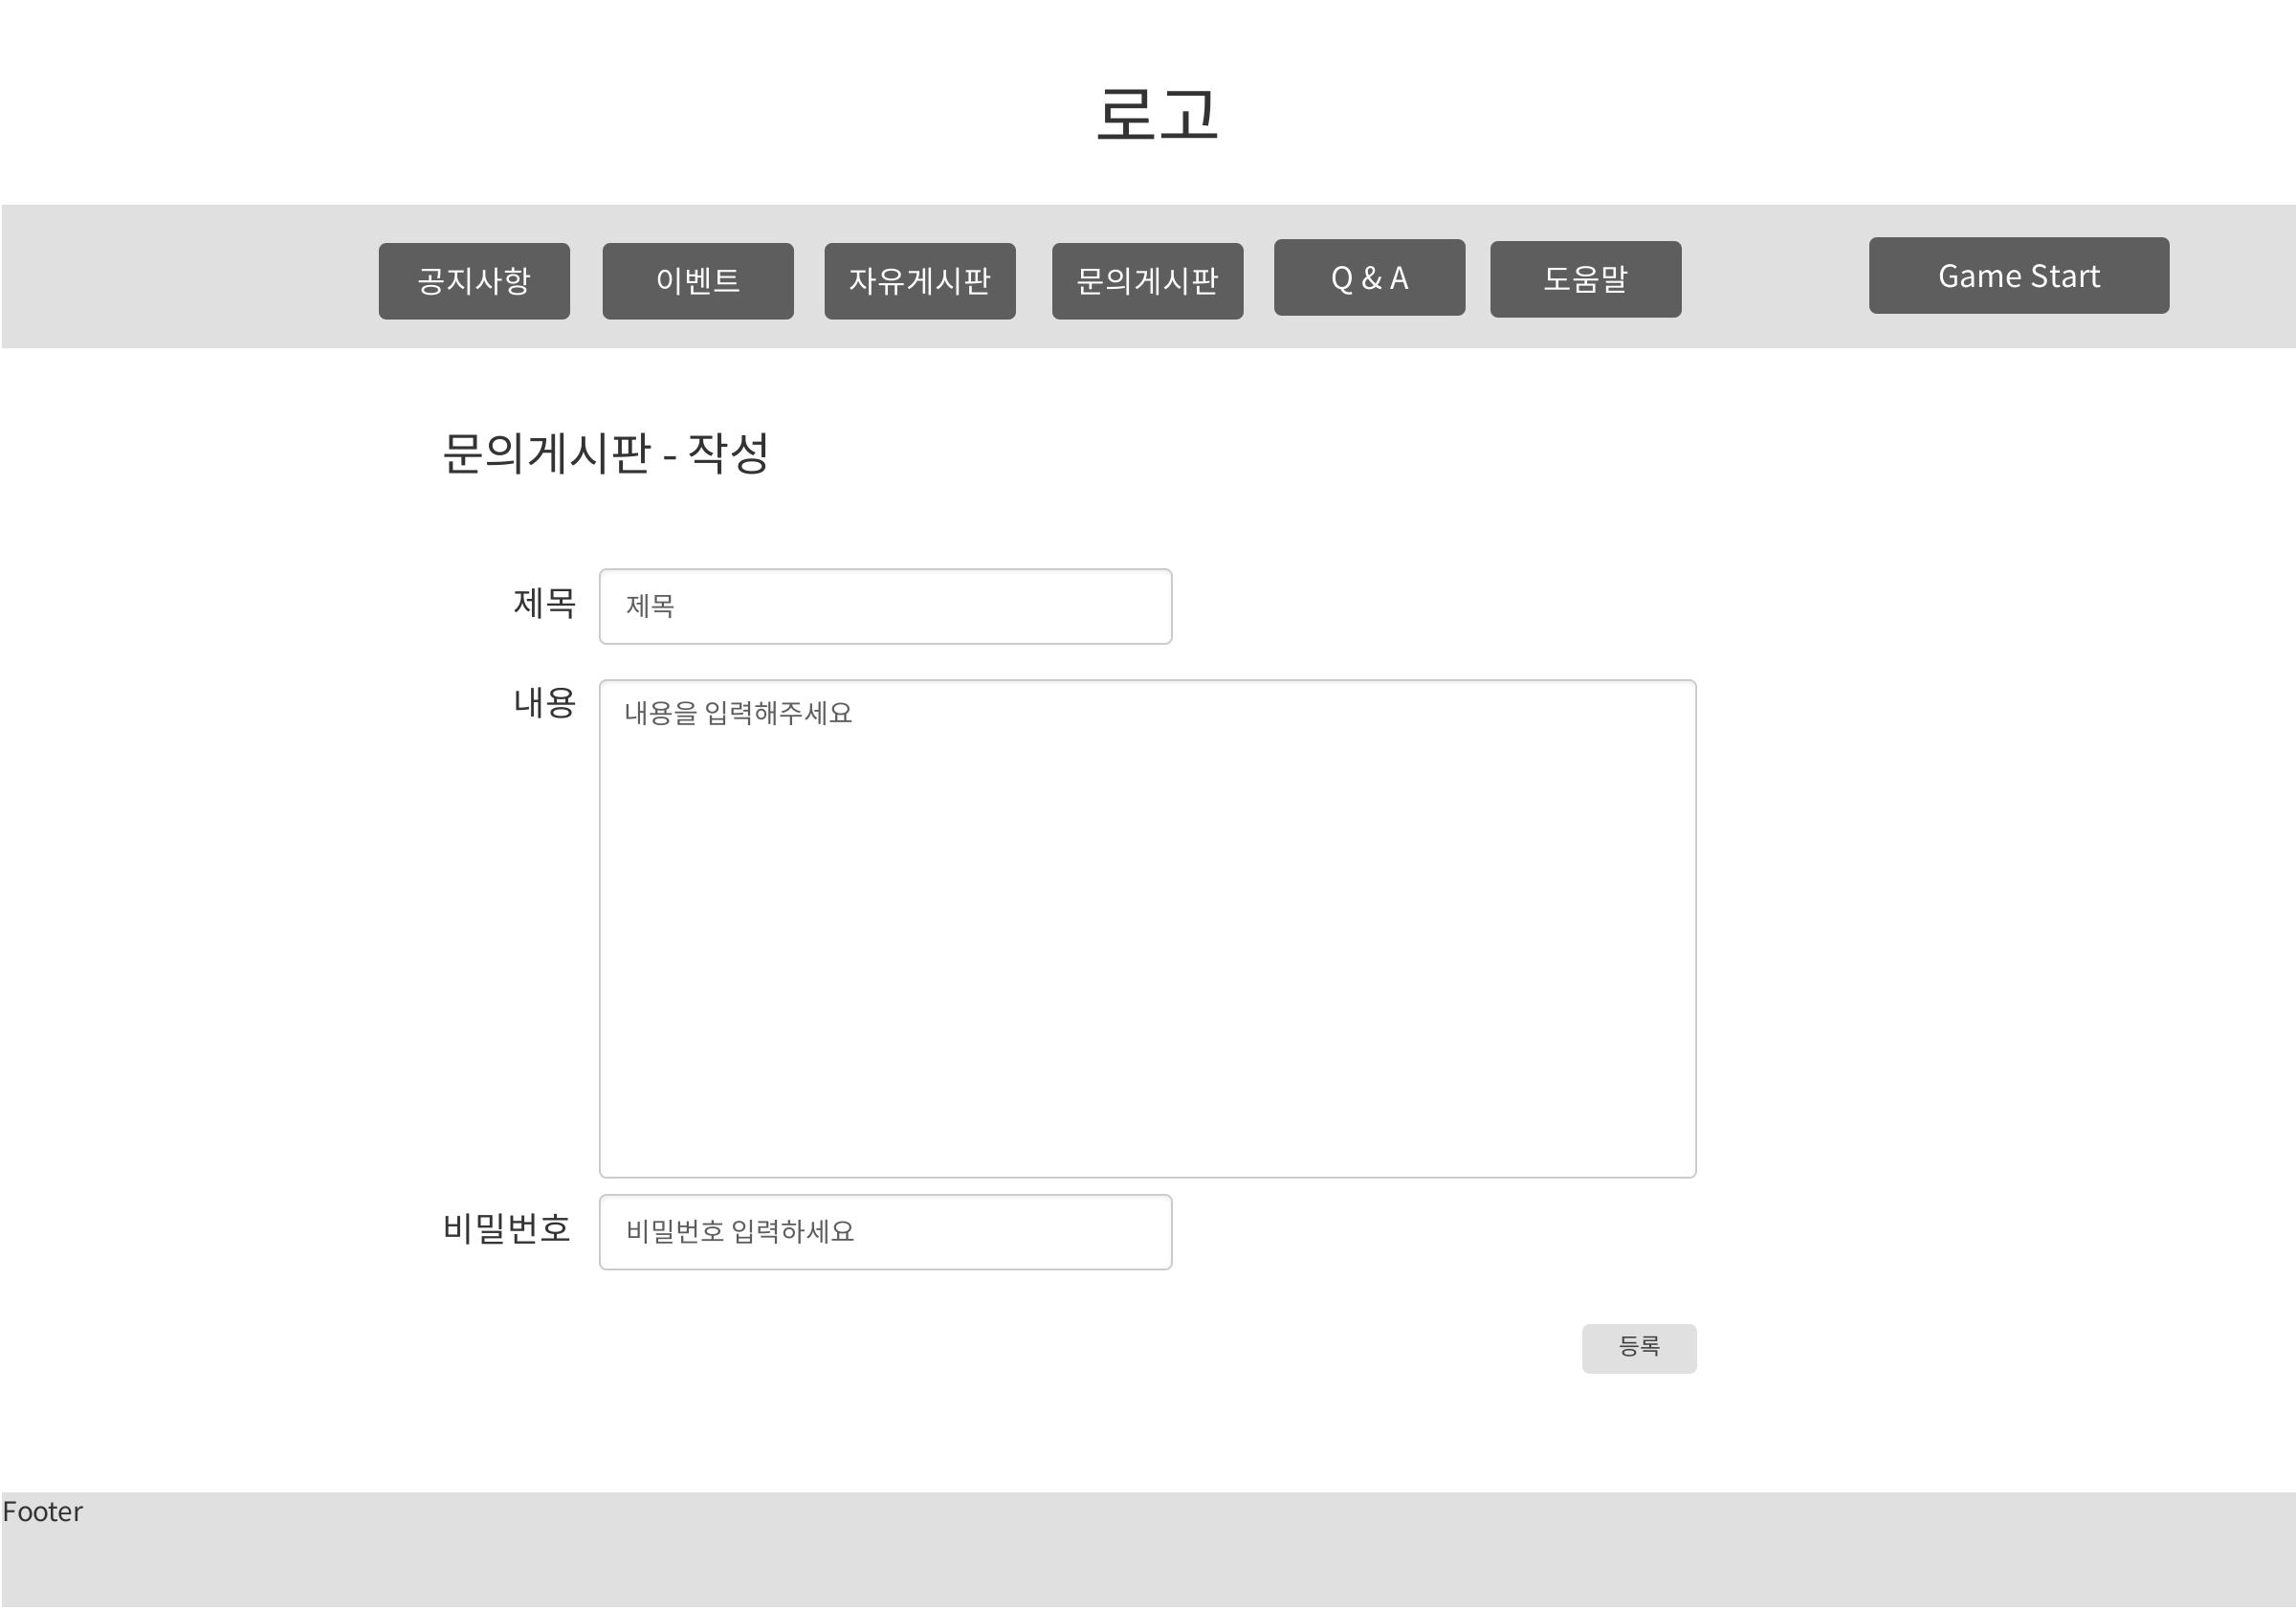 로고
공지사항 이벤트 자유게시판 문의게시판 Q & A 도움말 Game Start
문의게시판 - 작성
제목 제목
내용 내용을 입력해주세요
비밀번호 비밀번호 입력하세요
등록
Footer